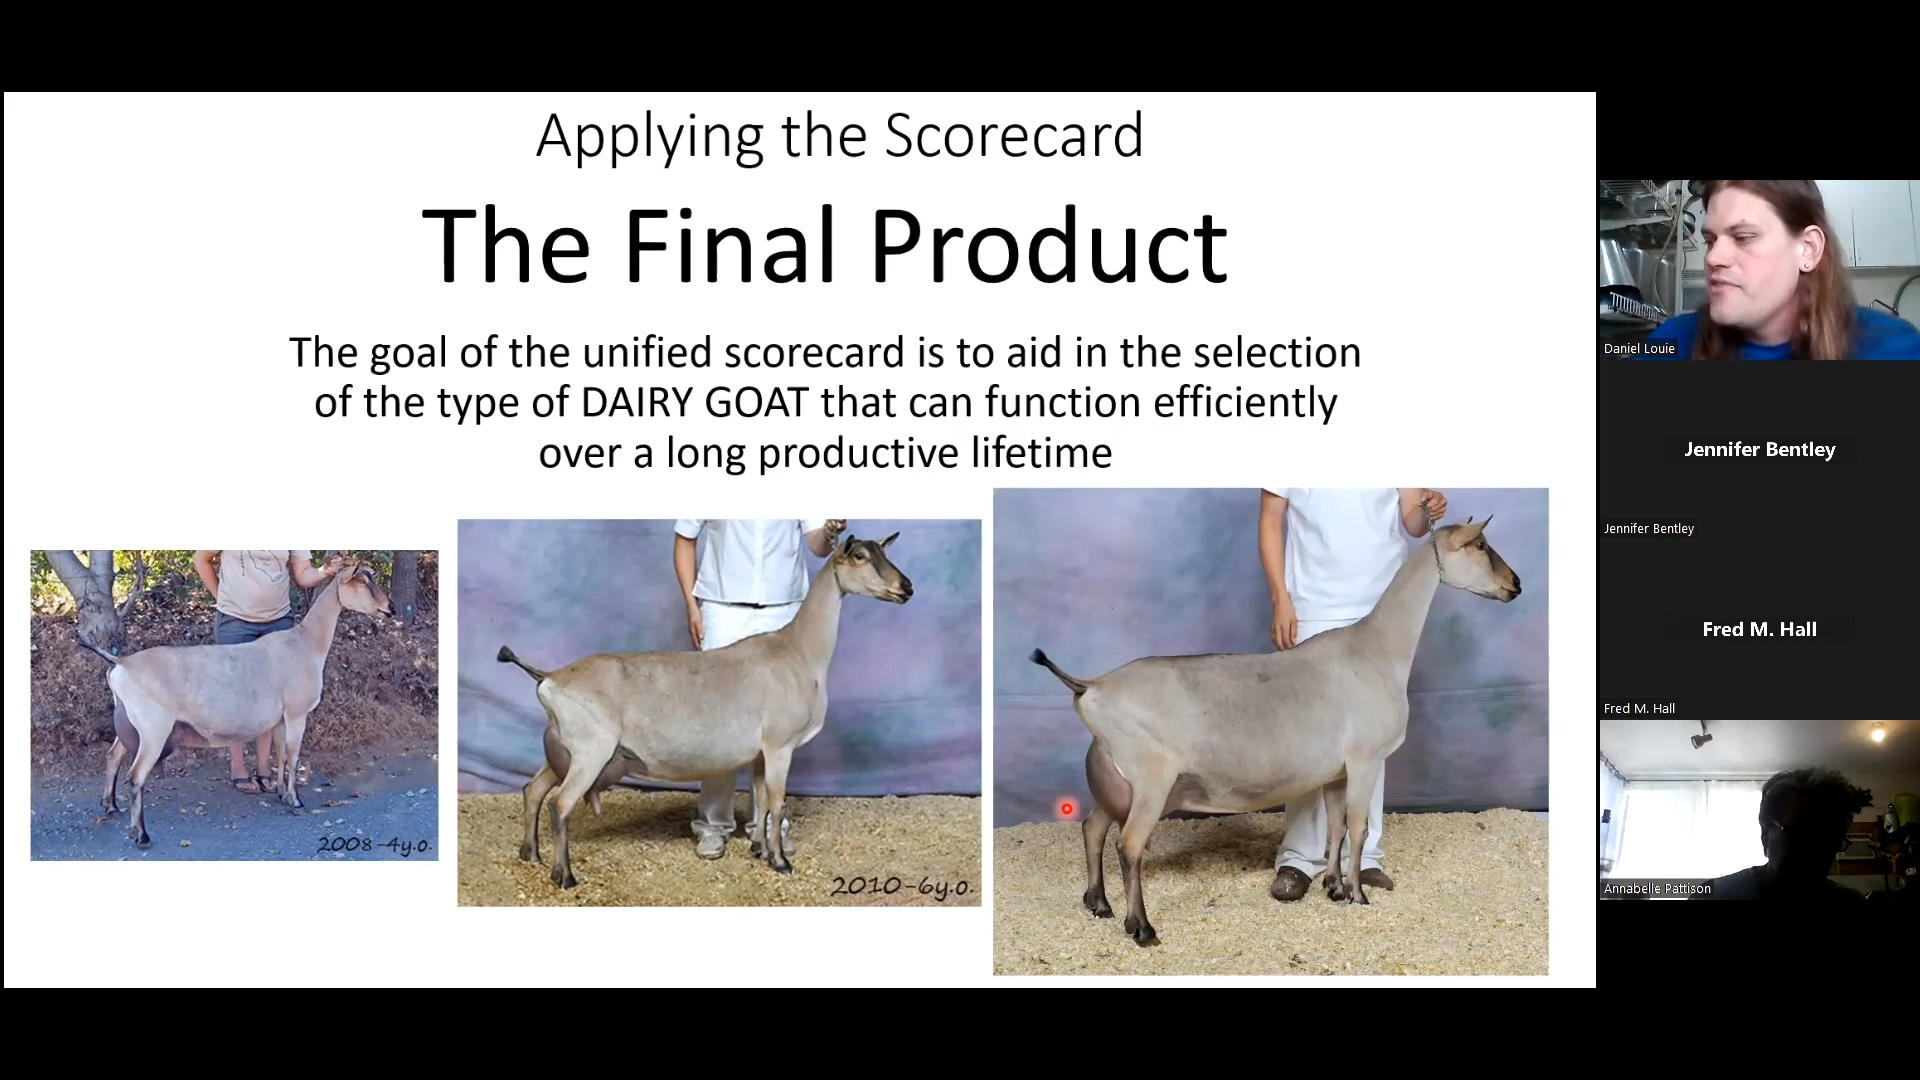 Applying the Scorecard
The Final Product
The goal of the unified scorecard is to aid in the selection
of the type of DAIRY GOAT that can function efficiently
over a long productive lifetime
2008-4y.o.
2010-6y.o.
Daniel Louie
Jennifer Bentley
Jennifer Bentley
Fred M. Hall
Fred M. Hall
Annabelle Pattison